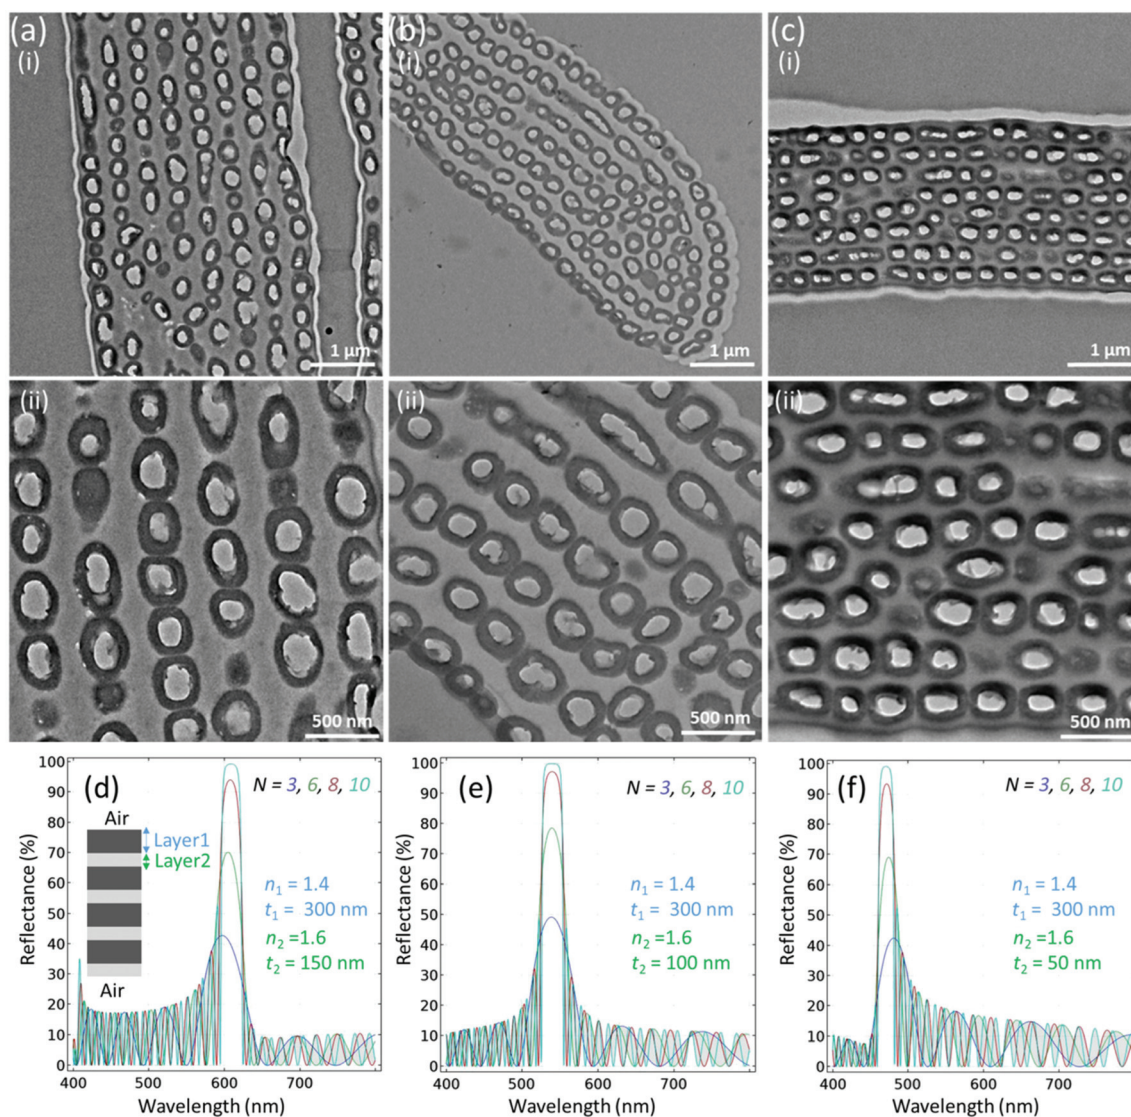 (a)
(i)
1 µm
(b)
(i)
1 µm
(c)
(i)
1 µm
(ii)
500 nm
(ii)
500 nm
(ii)
500 nm
100
90
80
70
60
50
40
30
20
10
0
Reflectance (%)
(d)
N = 3, 6, 8, 10
Air
Layer1
Layer2
Air
n1 = 1.4
t1 = 300 nm
n2 =1.6
t2 = 150 nm
400 500 600 700
Wavelength (nm)
100
90
80
70
60
50
40
30
20
10
0
Reflectance (%)
(e)
N = 3, 6, 8, 10
n1 = 1.4
t1 = 300 nm
n2 =1.6
t2 = 100 nm
400 500 600 700
Wavelength (nm)
100
90
80
70
60
50
40
30
20
10
0
Reflectance (%)
(f)
N = 3, 6, 8, 10
n1 = 1.4
t1 = 300 nm
n2 =1.6
t2 = 50 nm
400 500 600 700
Wavelength (nm)